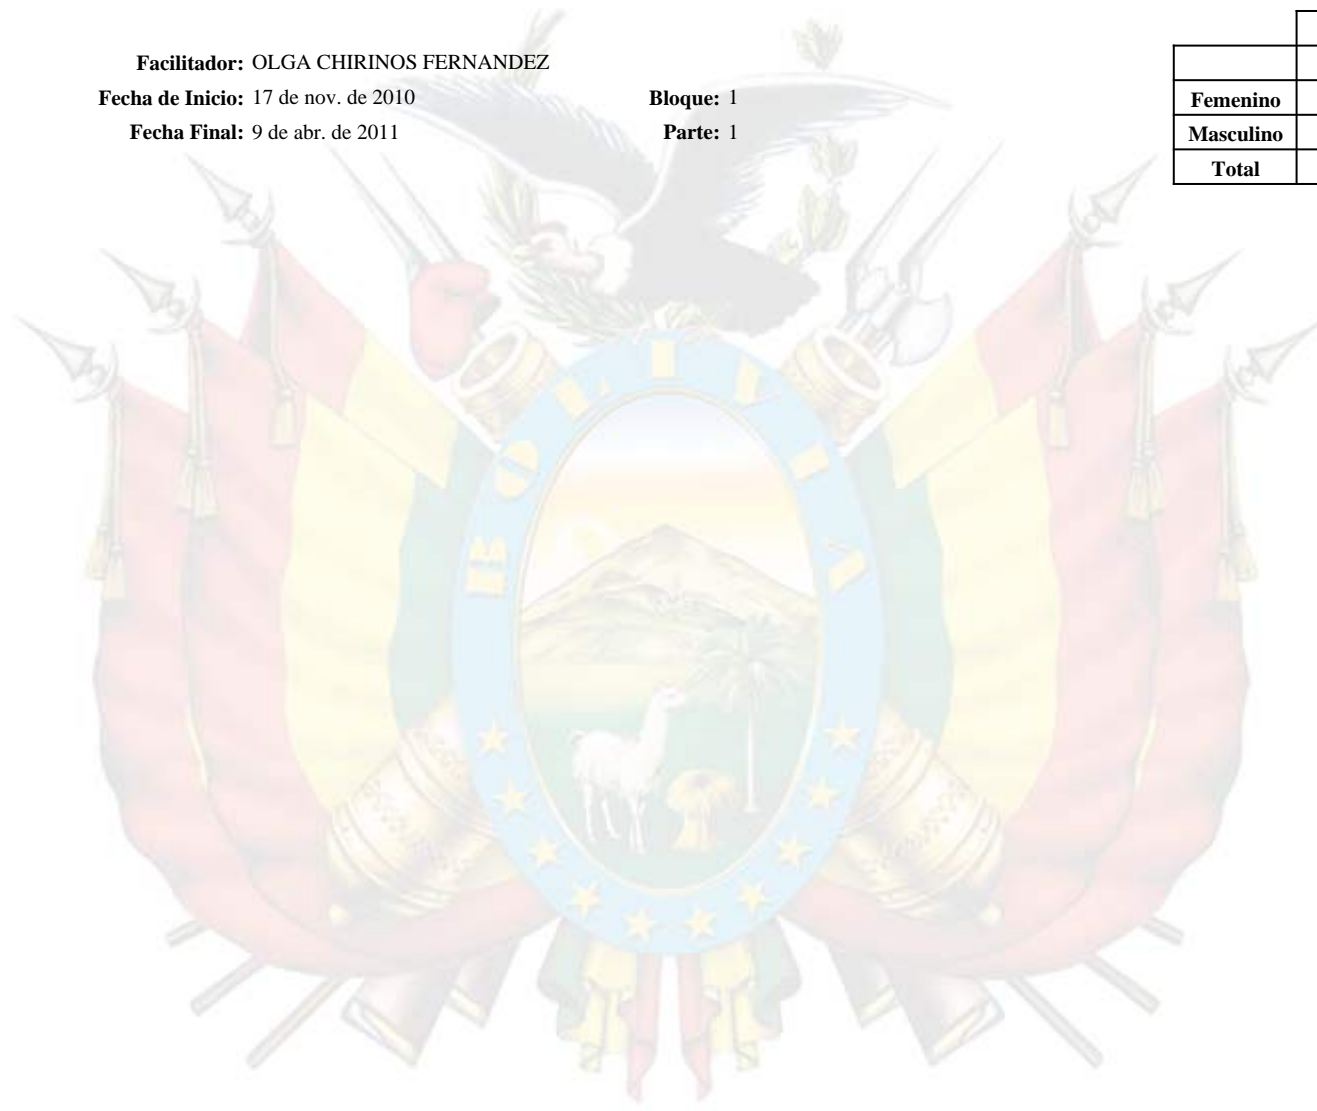 Facilitador: OLGA CHIRINOS FERNANDEZ
Fecha de Inicio: 17 de nov. de 2010 Bloque: 1
Fecha Final: 9 de abr. de 2011 Parte: 1
Femenino
Masculino
Total
BOLIVIA